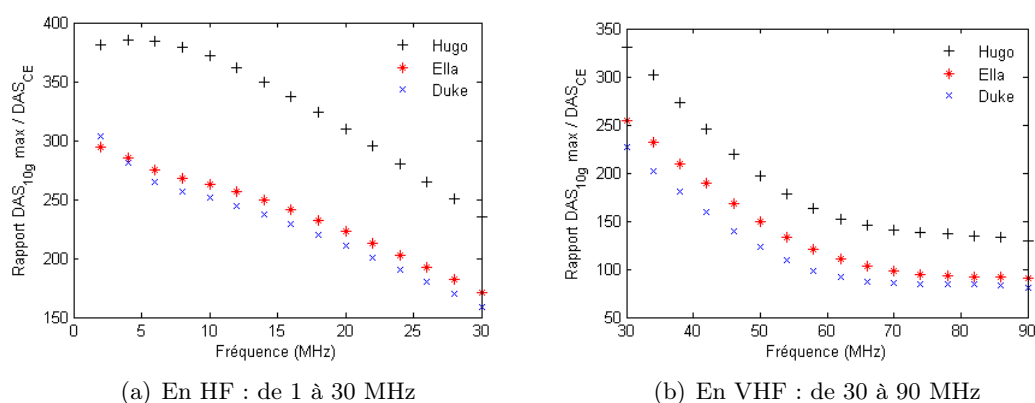 400
350
300
250
200
150
0
5
10
15
20
25
30
Rapport DAS10g max / DASCE
Fréquence (MHz)
Hugo
Ella
Duke
(a) En HF : de 1 à 30 MHz
350
300
250
200
150
100
50
30
40
50
60
70
80
90
Rapport DAS10g max / DASCE
Fréquence (MHz)
Hugo
Ella
Duke
(b) En VHF : de 30 à 90 MHz